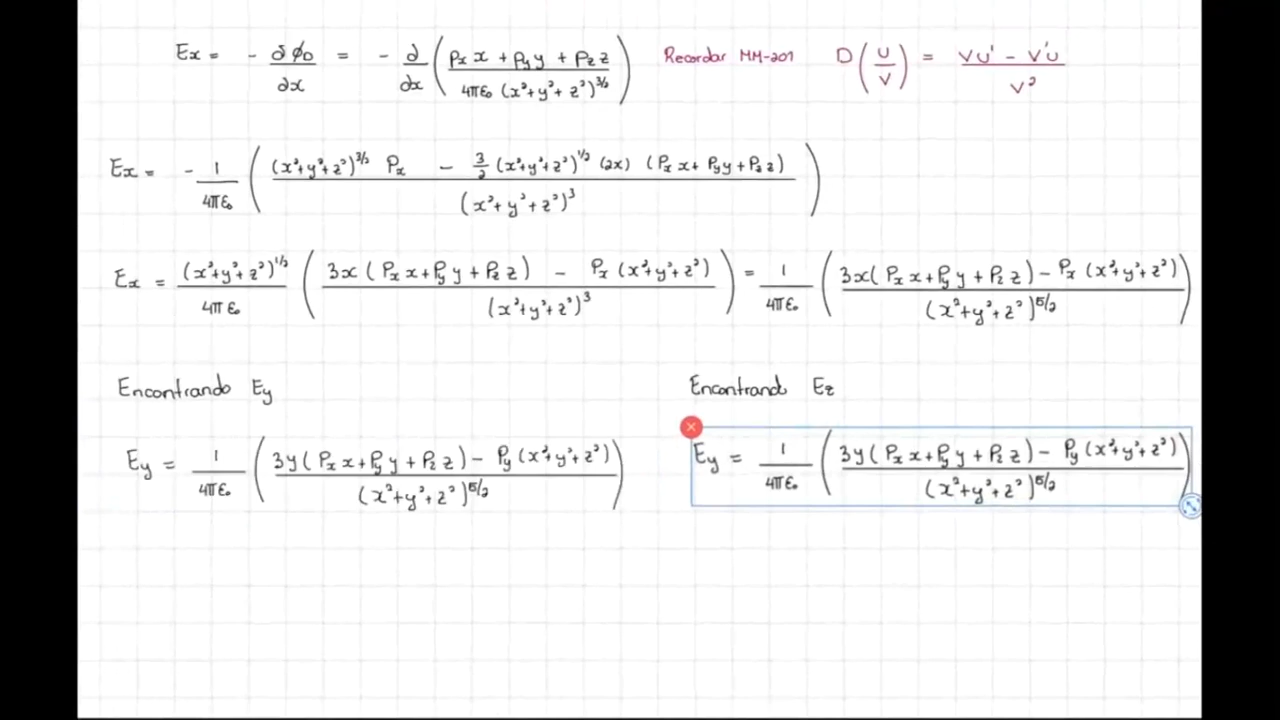 Ex = - ∂ϕD/∂x = - ∂/∂x ( (Px x + Py y + Pz z) / (4πε₀ (x² + y² + z²)^3/2) ) Recordar MM-201 D(U/V) = (VU' - V'U)/V²
Ex = - 1/(4πε₀) ( ((x²+y²+z²)^3/2 Px - 3/2 (x²+y²+z²)^1/2 (2x) (Px x + Py y + Pz z)) / (x² + y² + z²)³ )
Ex = (x²+y²+z²)^1/2 / (4πε₀) ( (3x (Px x + Py y + Pz z) - Px (x²+y²+z²)) / (x²+y²+z²)³ ) = 1/(4πε₀) ( (3x(Px x + Py y + Pz z) - Px (x²+y²+z²)) / (x²+y²+z²)^5/2 )
Encontrando Ey
Encontrand Ez
Ey = 1/(4πε₀) ( (3y (Px x + Py y + Pz z) - Py (x²+y²+z²)) / (x²+y²+z²)^5/2 )
Ey = 1/(4πε₀) ( (3y (Px x + Py y + Pz z) - Py (x²+y²+z²)) / (x²+y²+z²)^5/2 )